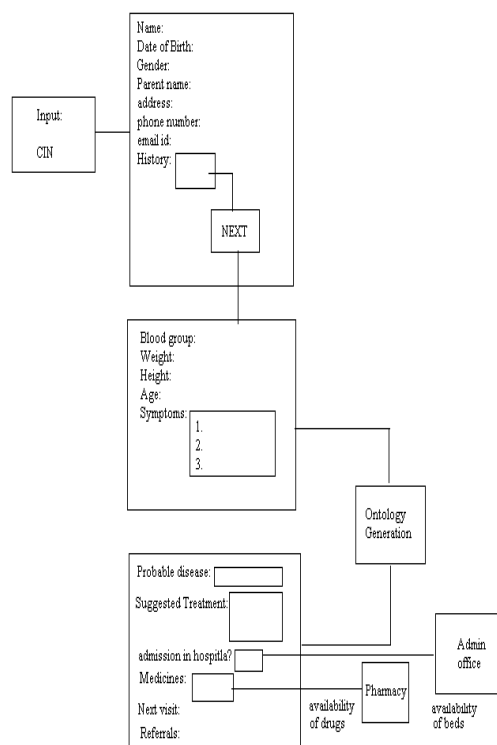 Input:
CIN
Name:
Date of Birth:
Gender:
Parent name:
address:
phone number:
email id:
History:
NEXT
Blood group:
Weight:
Height:
Age:
Symptoms:
1.
2.
3.
Ontology
Generation
Probable disease:
Suggested Treatment:
admission in hospitla?
Medicines:
Next visit:
Referrals:
availability
of drugs
Pharmacy
Admin
office
availability
of beds